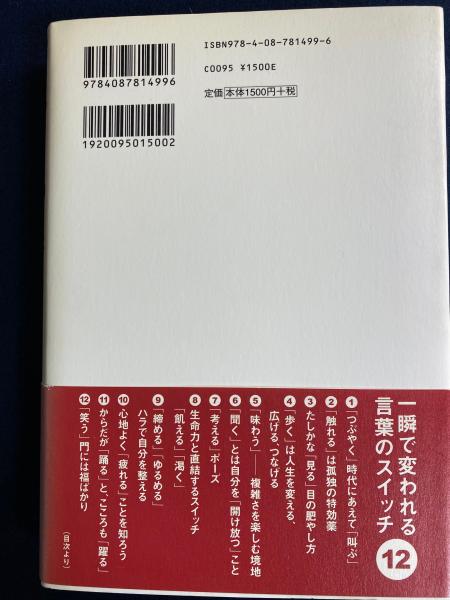 ISBN978-4-08-781499-6
C0095 ¥1500E
定価 本体1500円+税
9784087814996
1920095015002
一瞬で変われる
言葉のスイッチ12
①「つぶやく」時代にあえて「叫ぶ」
②「触れる」は孤独の特効薬
③たしかな「見る」目の肥やし方
④「歩く」は人生を変える、
広げる、つなげる
⑤「味わう」――複雑さを楽しむ境地
⑥「聞く」とは自分を「開け放つ」こと
⑦「考える」ポーズ
⑧生命力と直結するスイッチ
「飢える」「渇く」
⑨「締める」「ゆるめる」
ハラで自分を整える
⑩心地よく「疲れる」ことを知ろう
⑪からだが「踊る」と、こころも「躍る」
⑫「笑う」門には福ばかり
(目次より)